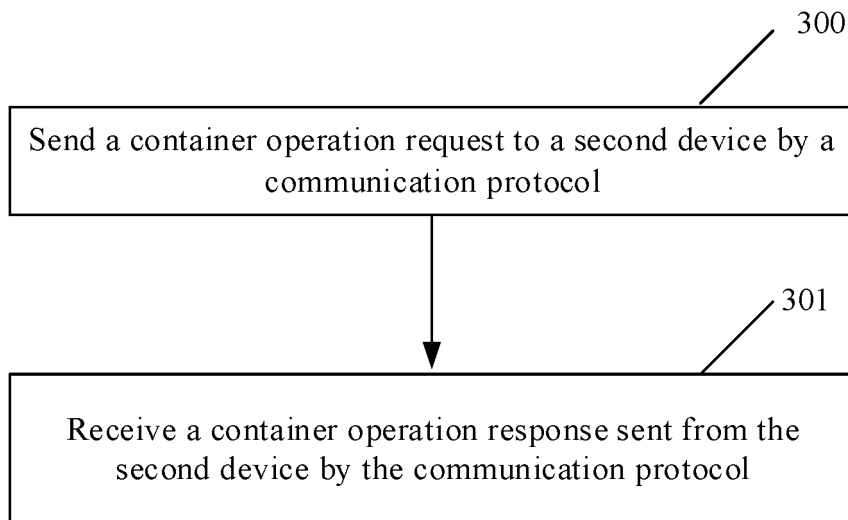 300
Send a container operation request to a second device by a
communication protocol
301
Receive a container operation response sent from the
second device by the communication protocol